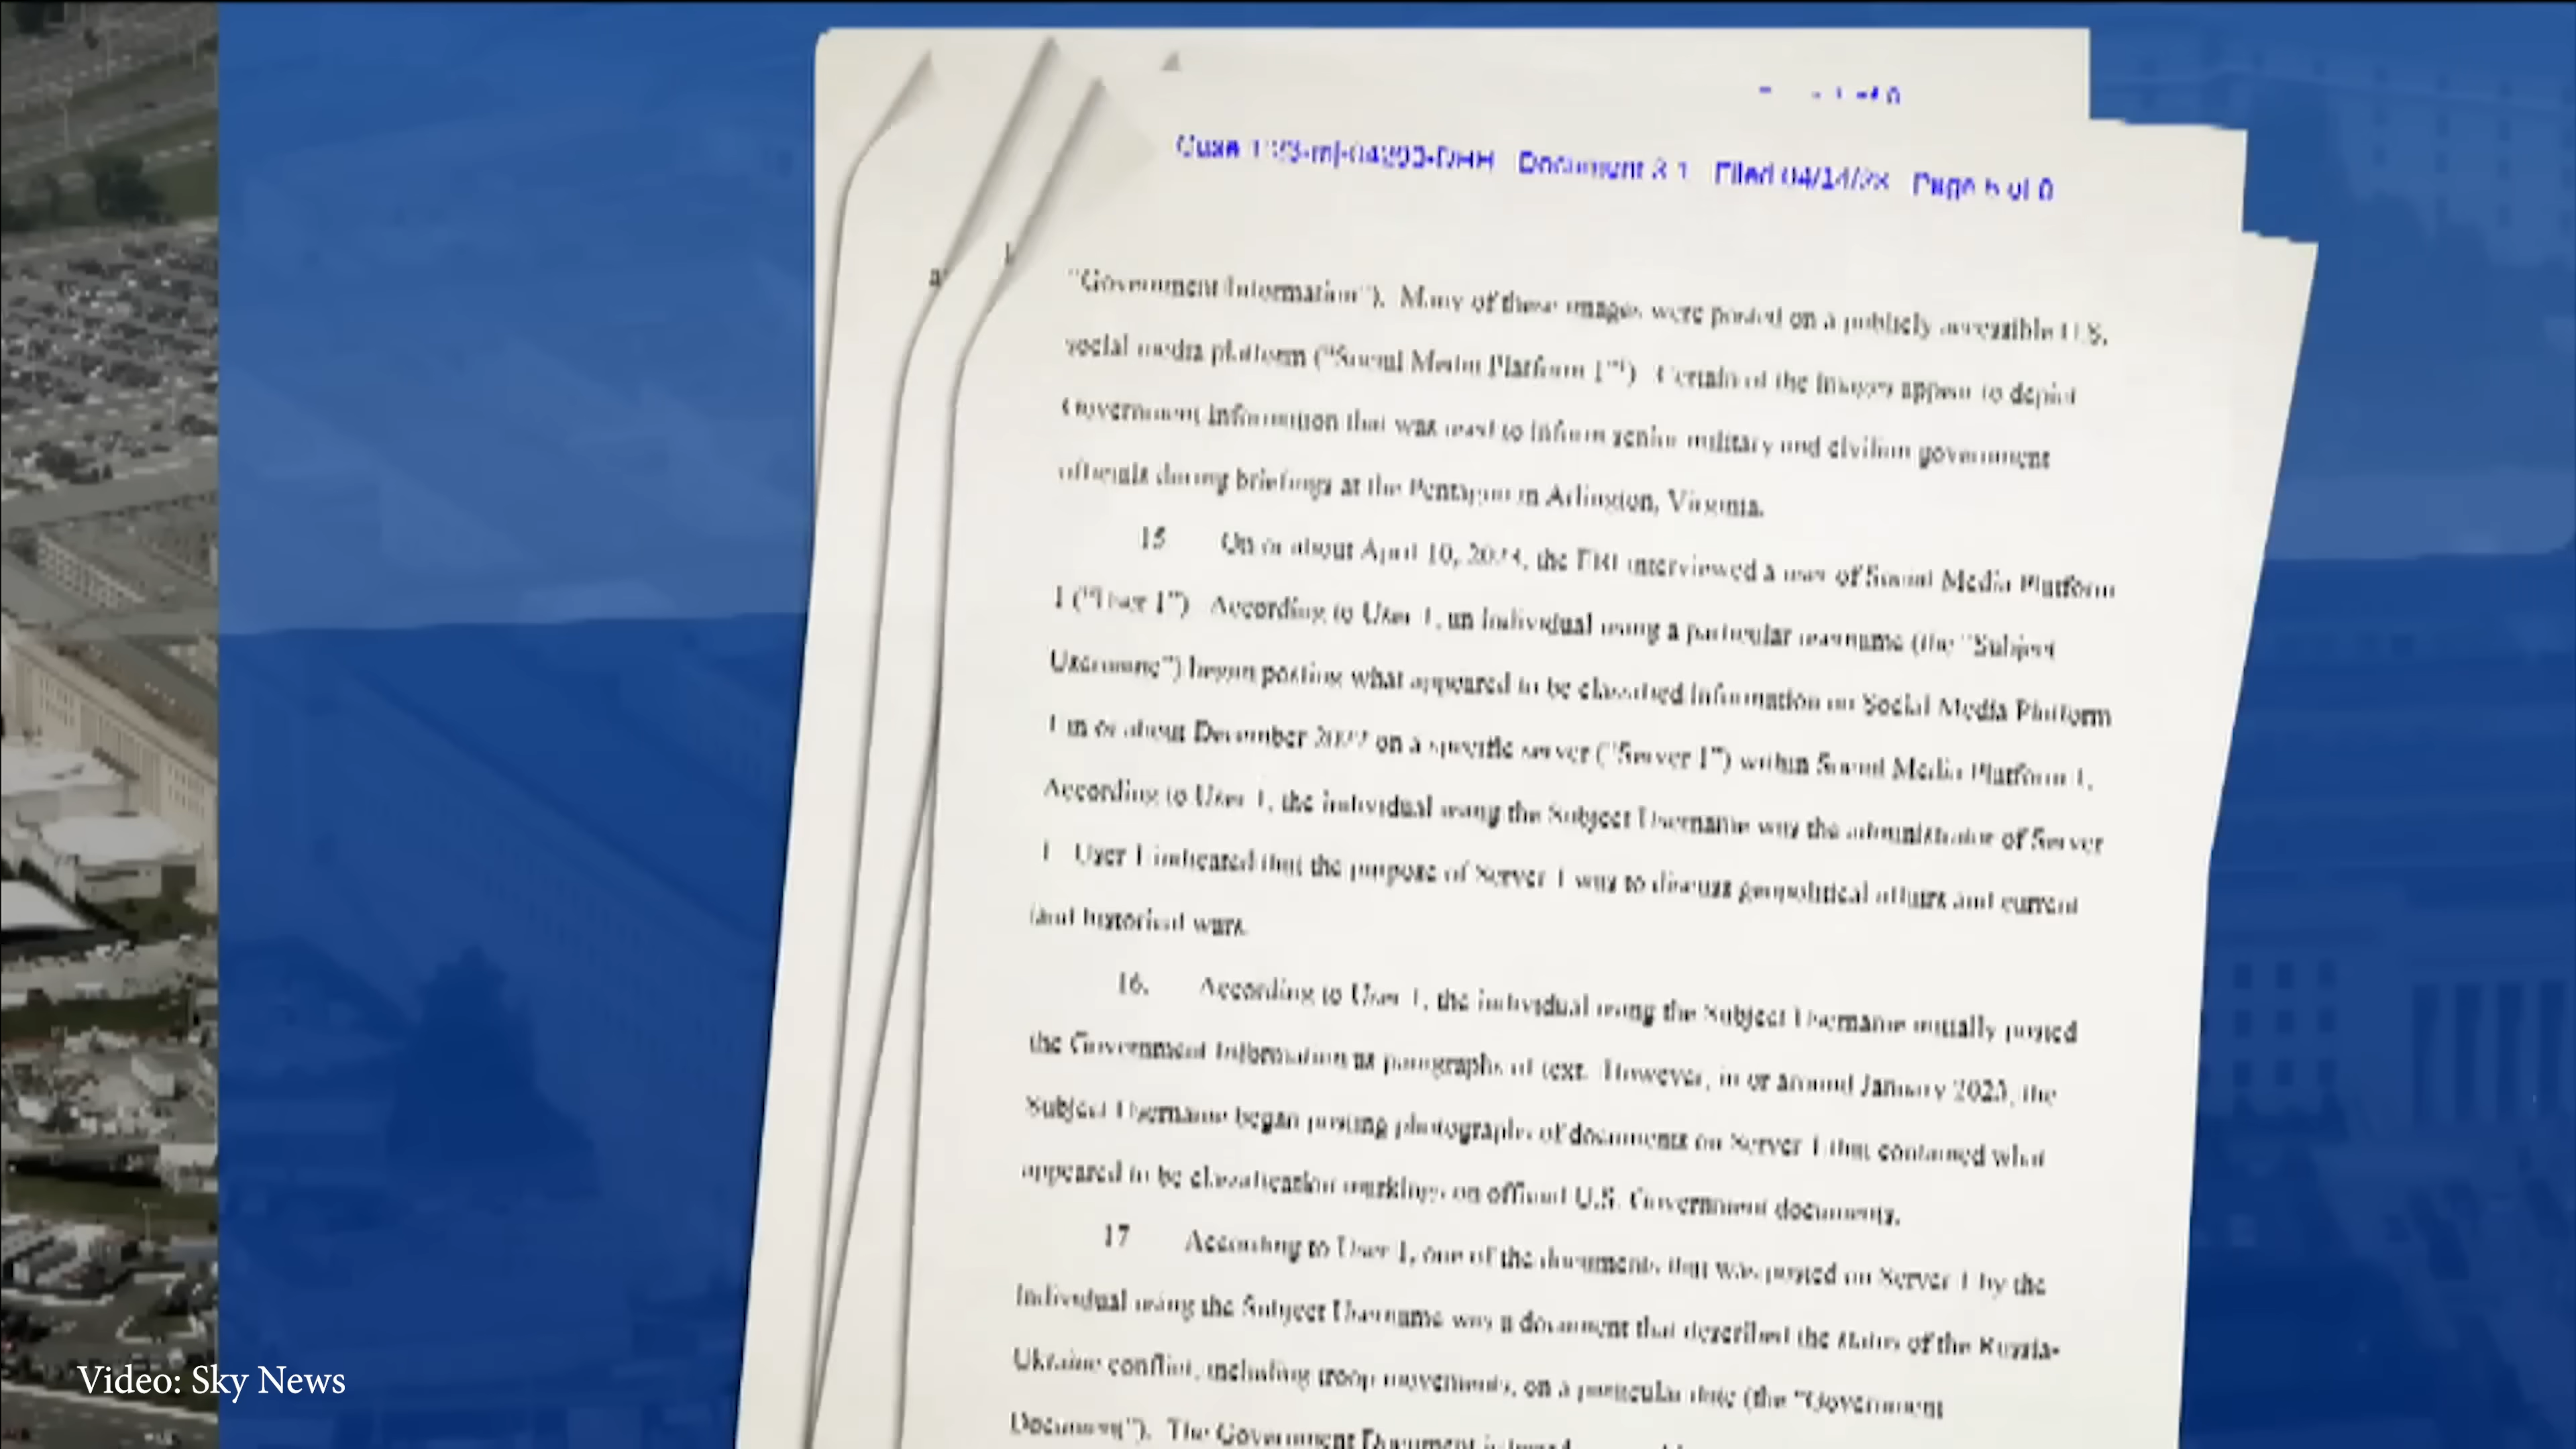 Document Filed 04/14/23 Page of
"Government Information"). Many of these images were posted on a publicly accessible U.S.
social media platform ("Social Media Platform 1"¹) Certain of the images appear to depict
Government Information that was used to inform senior military and civilian government
officials during briefings at the Pentagon in Arlington, Virginia.
15 On or about April 10, 2023, the FBI interviewed a user of Social Media Platform
1 ("User 1") According to User 1, an individual using a particular username (the "Subject
Username") began posting what appeared to be classified information on Social Media Platform
1 in or about December 2022 on a specific server ("Server 1") within Social Media Platform 1.
According to User 1, the individual using the Subject Username was the administrator of Server
1 User 1 indicated that the purpose of Server 1 was to discuss geopolitical affairs and current
and historical wars.
16. According to User 1, the individual using the Subject Username initially posted
the Government Information as paragraphs of text. However, in or around January 2023, the
Subject Username began posting photographs of documents on Server 1 that contained what
appeared to be classification markings on official U.S. Government documents.
17 According to User 1, one of the documents that was posted on Server 1 by the
individual using the Subject Username was a document that described the status of the Russia-
Ukraine conflict, including troop movements, on a particular date (the "Government
Document"). The Government Document is
Video: Sky News